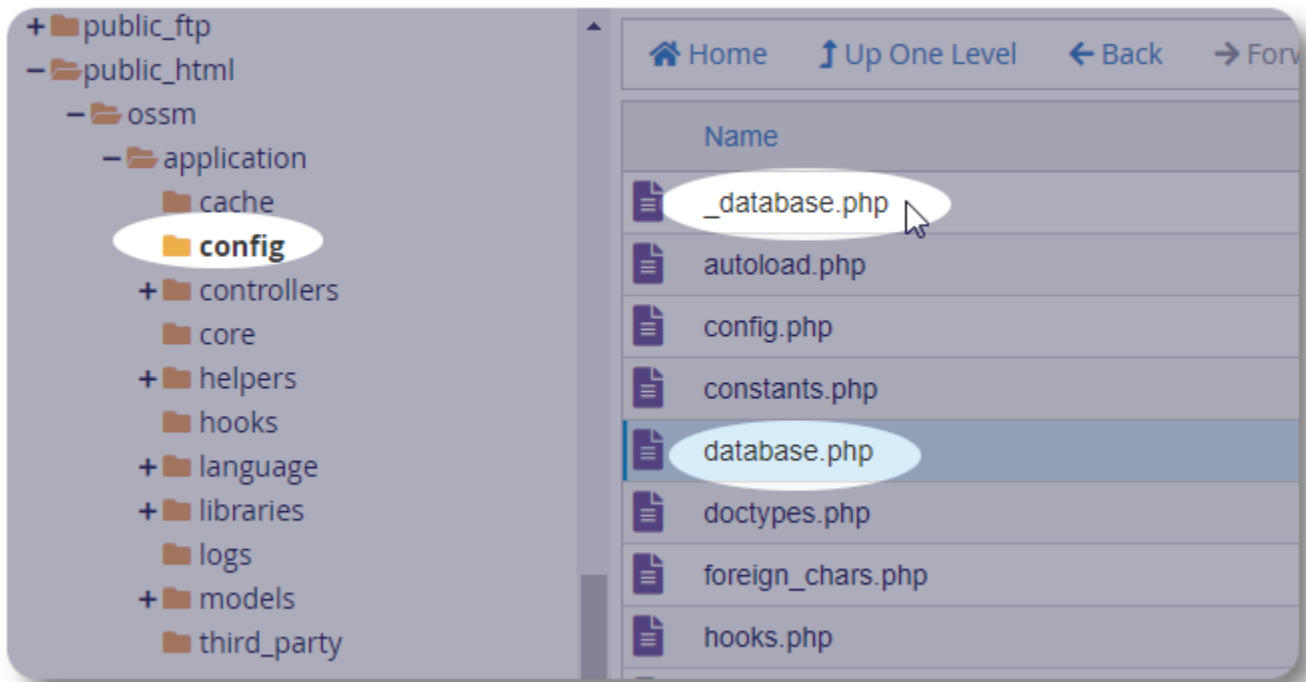 public_ftp
public_html
ossm
application
cache
config
controllers
core
helpers
hooks
language
libraries
logs
models
third_party
Home Up One Level Back Forw
Name
_database.php
autoload.php
config.php
constants.php
database.php
doctypes.php
foreign_chars.php
hooks.php